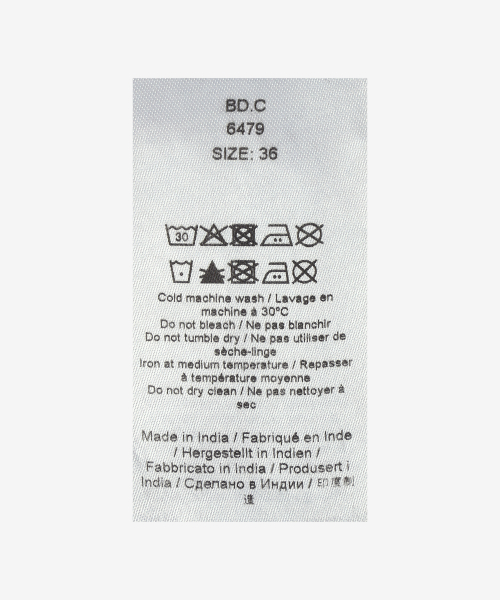 BD.C
6479
SIZE: 36
30
Cold machine wash / Lavage en
machine à 30°C
Do not bleach / Ne pas blanchir
Do not tumble dry / Ne pas utiliser de
sèche-linge
Iron at medium temperature / Repasser
à température moyenne
Do not dry clean / Ne pas nettoyer à
sec
Made in India / Fabriqué en Inde
/ Hergestellt in Indien /
Fabbricato in India / Produsert i
India / Сделано в Индии / 印度制
造